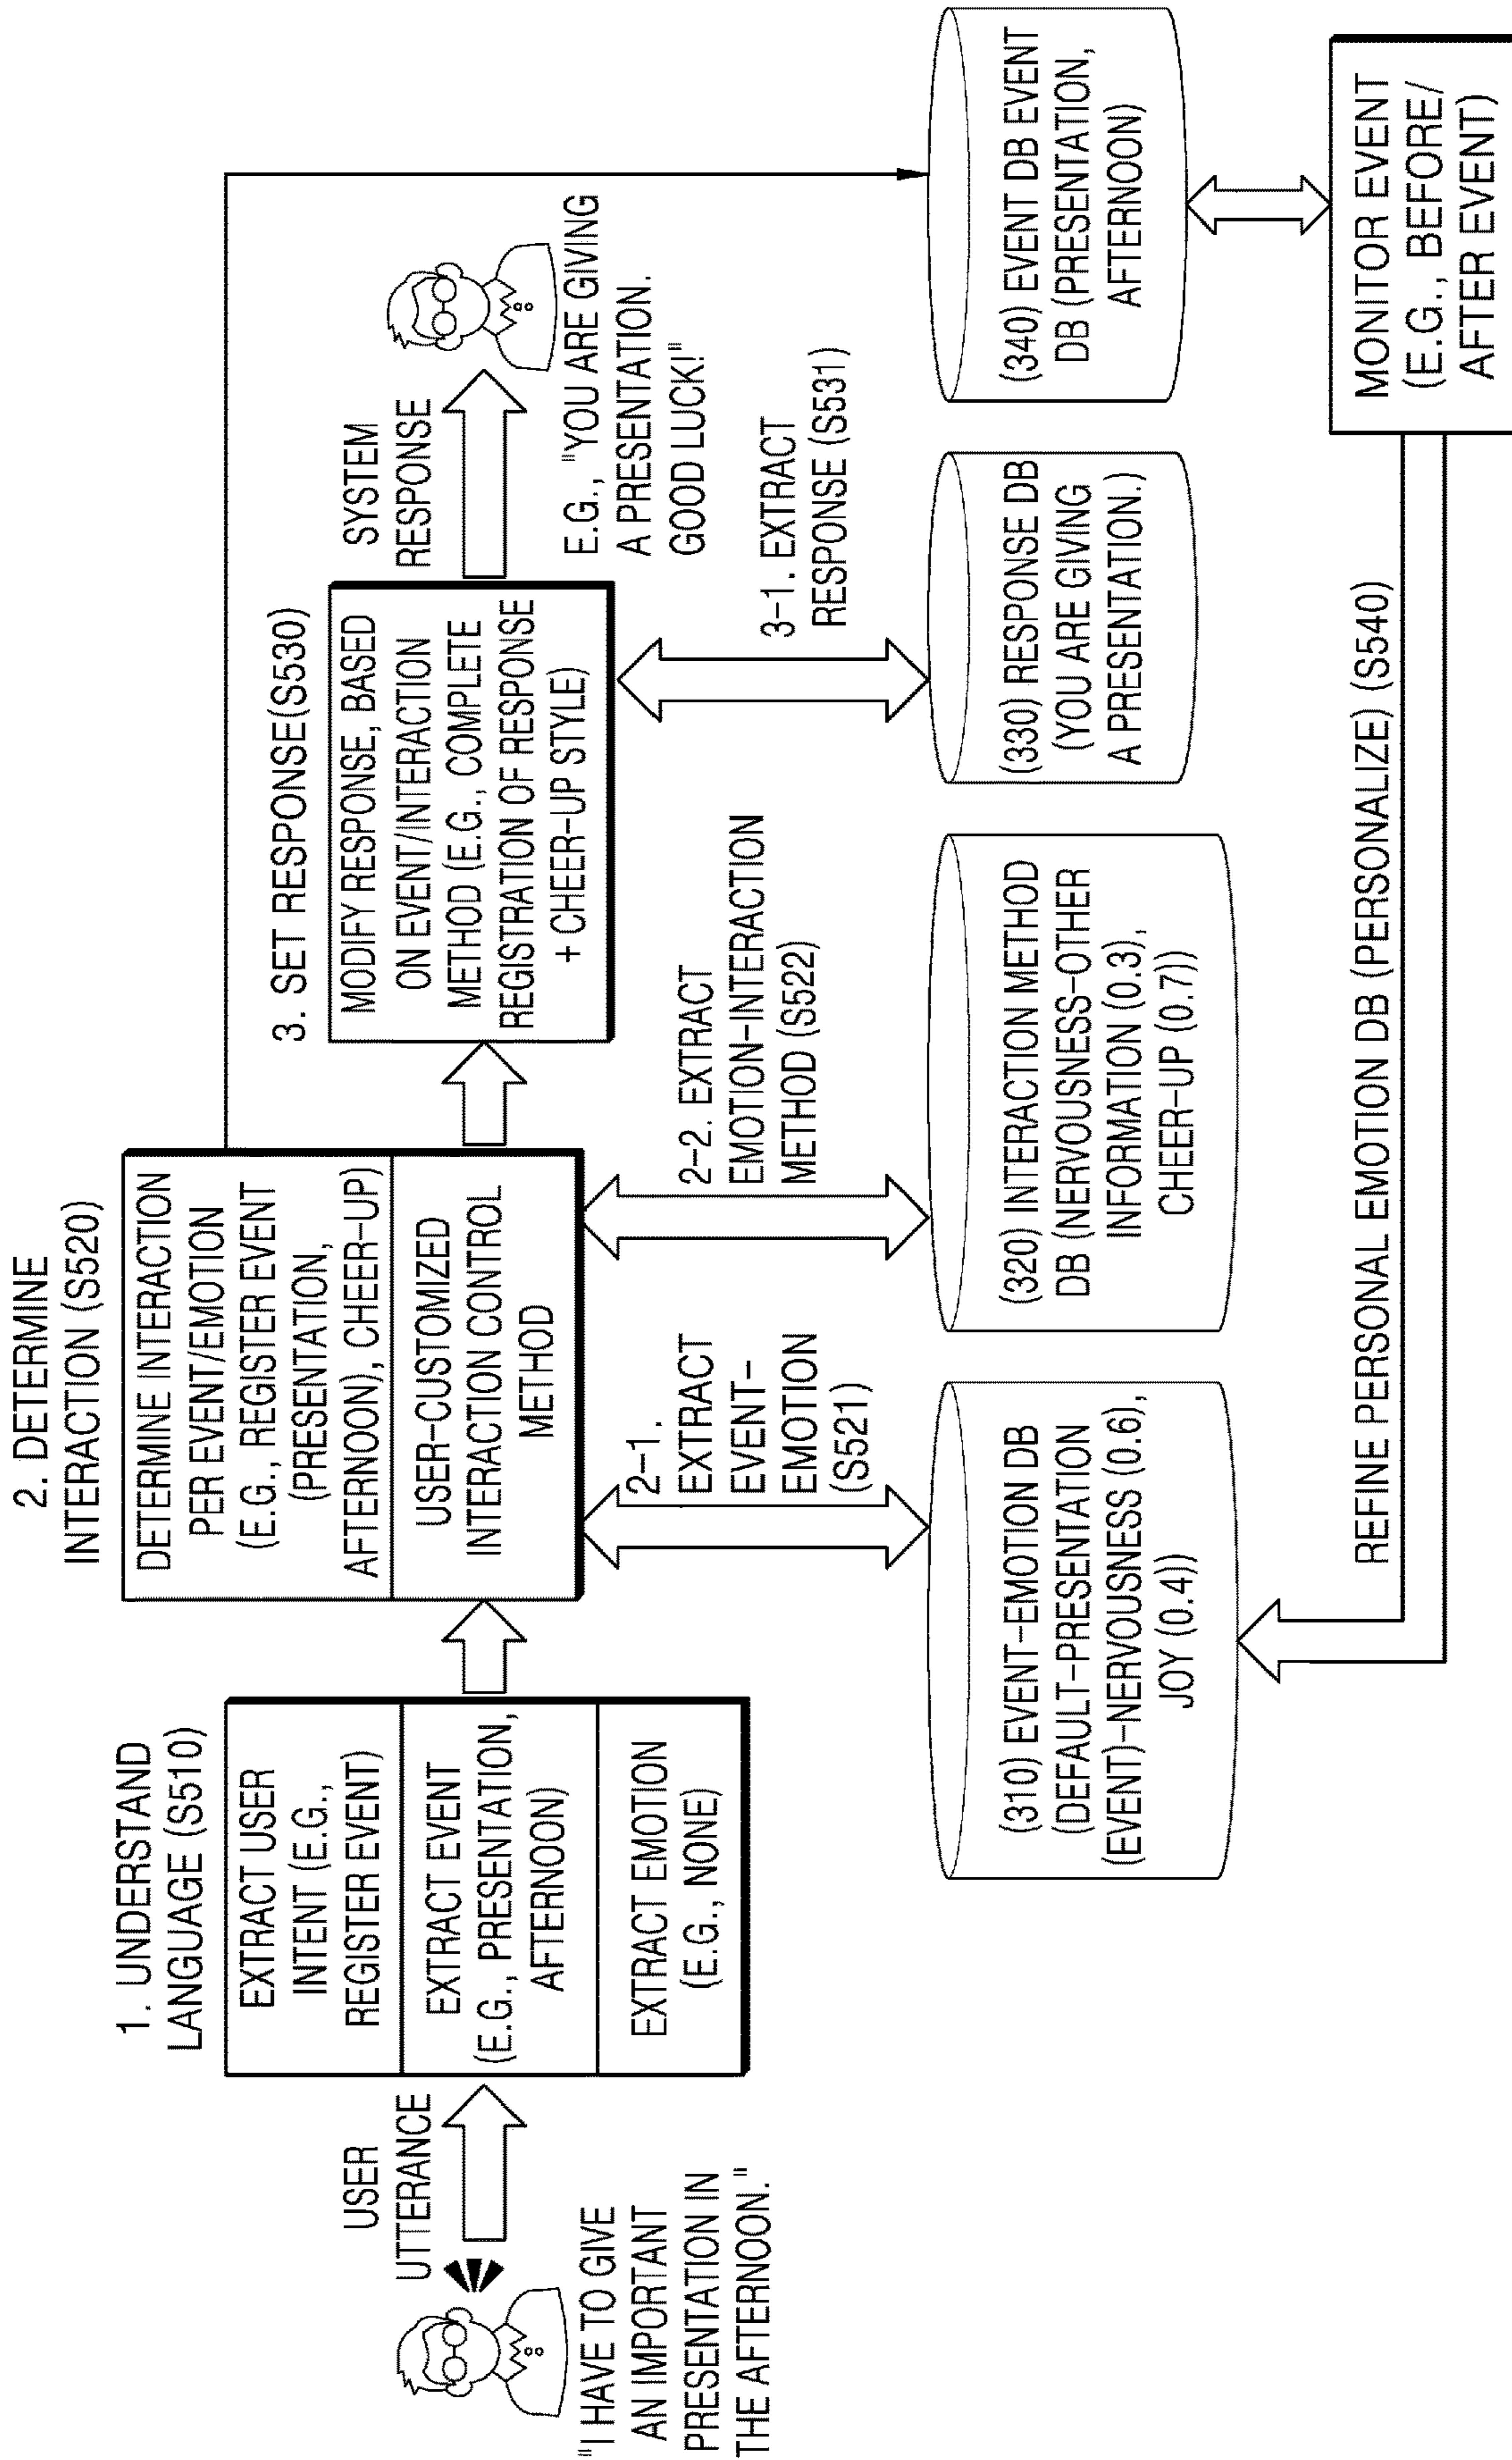 USER
UTTERANCE
"I HAVE TO GIVE
AN IMPORTANT
PRESENTATION IN
THE AFTERNOON."
1. UNDERSTAND
LANGUAGE (S510)
EXTRACT USER
INTENT (E.G.,
REGISTER EVENT)
EXTRACT EVENT
(E.G., PRESENTATION,
AFTERNOON)
EXTRACT EMOTION
(E.G., NONE)
2. DETERMINE
INTERACTION (S520)
DETERMINE INTERACTION
PER EVENT/EMOTION
(E.G., REGISTER EVENT
(PRESENTATION,
AFTERNOON), CHEER-UP)
USER-CUSTOMIZED
INTERACTION CONTROL
METHOD
3. SET RESPONSE(S530)
MODIFY RESPONSE, BASED
ON EVENT/INTERACTION
METHOD (E.G., COMPLETE
REGISTRATION OF RESPONSE
+ CHEER-UP STYLE)
SYSTEM
RESPONSE
E.G., "YOU ARE GIVING
A PRESENTATION.
GOOD LUCK!"
2-1.
EXTRACT
EVENT-
EMOTION
(S521)
2-2. EXTRACT
EMOTION-INTERACTION
METHOD (S522)
3-1. EXTRACT
RESPONSE (S531)
(310) EVENT-EMOTION DB
(DEFAULT-PRESENTATION
(EVENT)-NERVOUSNESS (0.6),
JOY (0.4))
(320) INTERACTION METHOD
DB (NERVOUSNESS-OTHER
INFORMATION (0.3),
CHEER-UP (0.7))
(330) RESPONSE DB
(YOU ARE GIVING
A PRESENTATION.)
(340) EVENT DB EVENT
DB (PRESENTATION,
AFTERNOON)
REFINE PERSONAL EMOTION DB (PERSONALIZE) (S540)
MONITOR EVENT
(E.G., BEFORE/
AFTER EVENT)